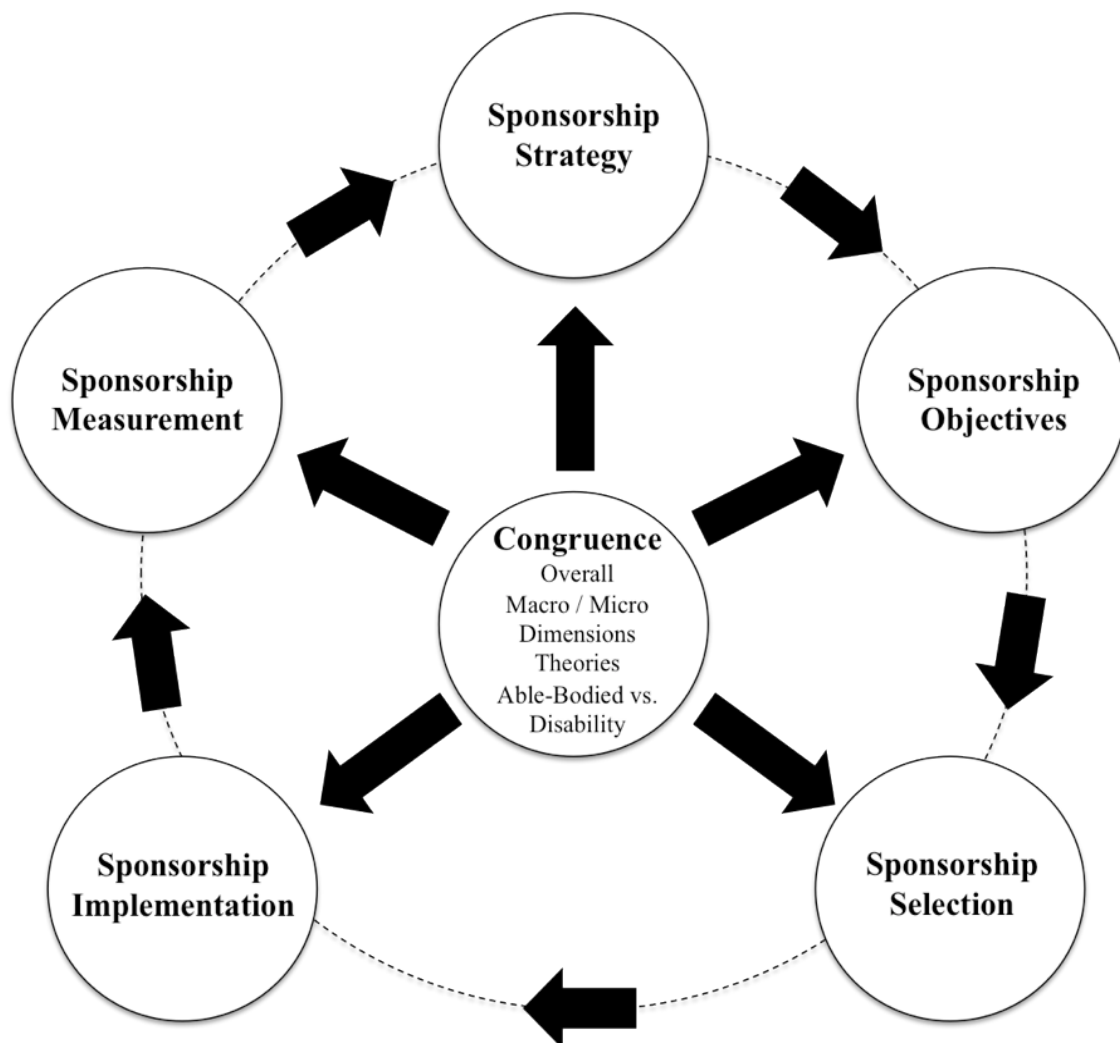 Sponsorship
Strategy
Sponsorship
Measurement
Sponsorship
Objectives
Congruence
Overall
Macro / Micro
Dimensions
Theories
Able-Bodied vs.
Disability
Sponsorship
Implementation
Sponsorship
Selection